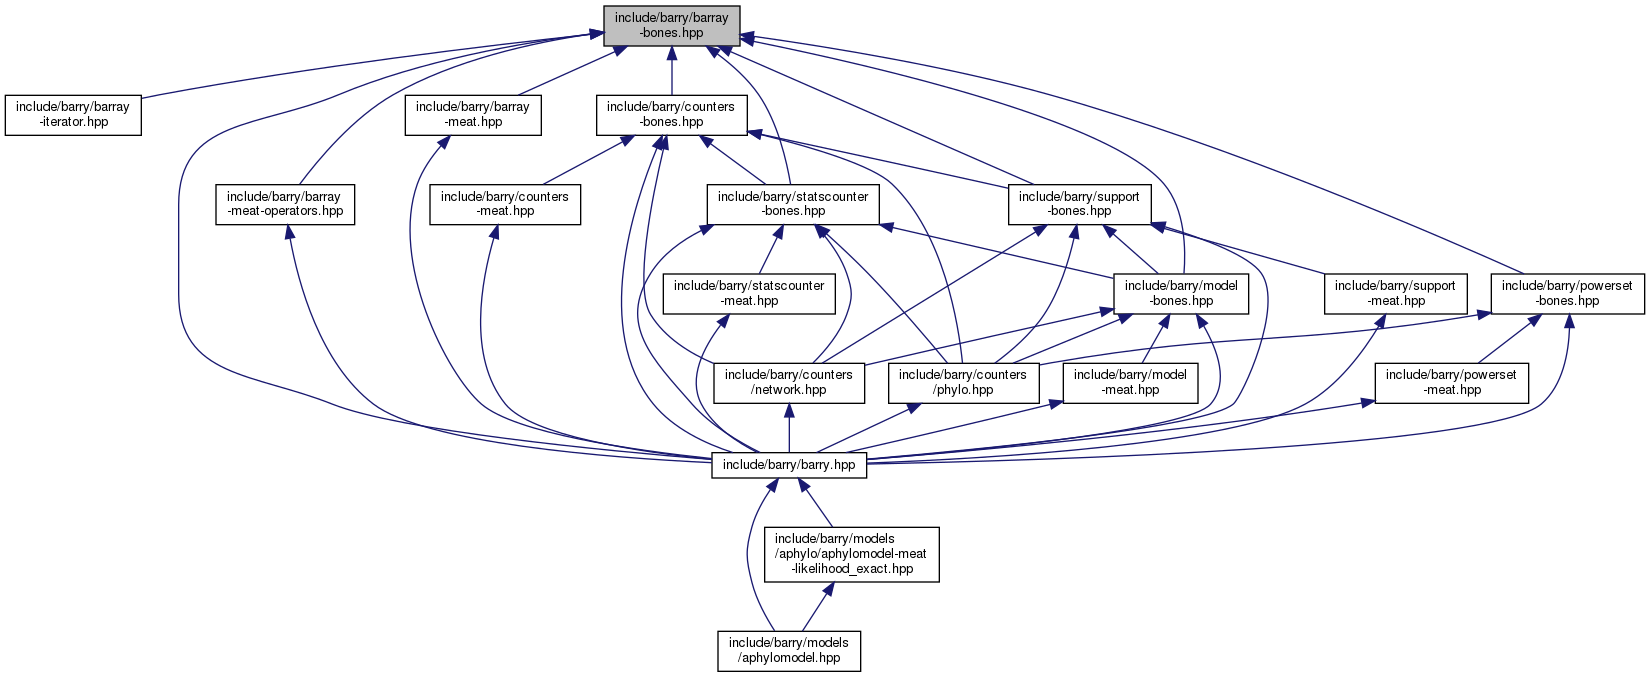 include/barry/barray
-bones.hpp
include/barry/barray
-iterator.hpp
include/barry/barray
-meat.hpp
include/barry/counters
-bones.hpp
include/barry/barray
-meat-operators.hpp
include/barry/counters
-meat.hpp
include/barry/statscounter
-bones.hpp
include/barry/support
-bones.hpp
include/barry/statscounter
-meat.hpp
include/barry/model
-bones.hpp
include/barry/support
-meat.hpp
include/barry/powerset
-bones.hpp
include/barry/counters
/network.hpp
include/barry/counters
/phylo.hpp
include/barry/model
-meat.hpp
include/barry/powerset
-meat.hpp
include/barry/barry.hpp
include/barry/models
/aphylo/aphylomodel-meat
-likelihood_exact.hpp
include/barry/models
/aphylomodel.hpp